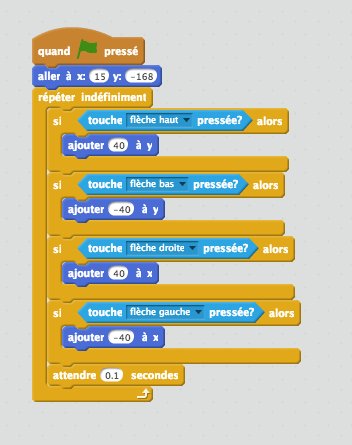 quand pressé
aller à x: 15 y: -168
répéter indéfiniment
si touche flèche haut pressée? alors
ajouter 40 à y
si touche flèche bas pressée? alors
ajouter -40 à y
si touche flèche droite pressée? alors
ajouter 40 à x
si touche flèche gauche pressée? alors
ajouter -40 à x
attendre 0.1 secondes